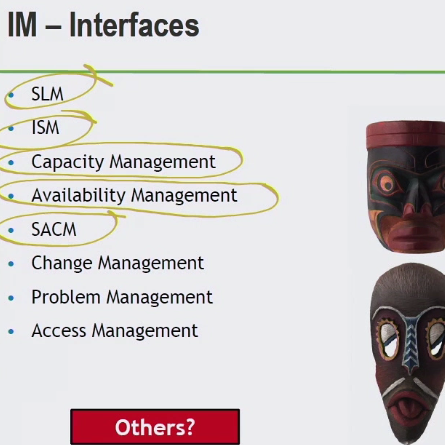 IM – Interfaces
• SLM
• ISM
• Capacity Management
• Availability Management
• SACM
• Change Management
• Problem Management
• Access Management
Others?